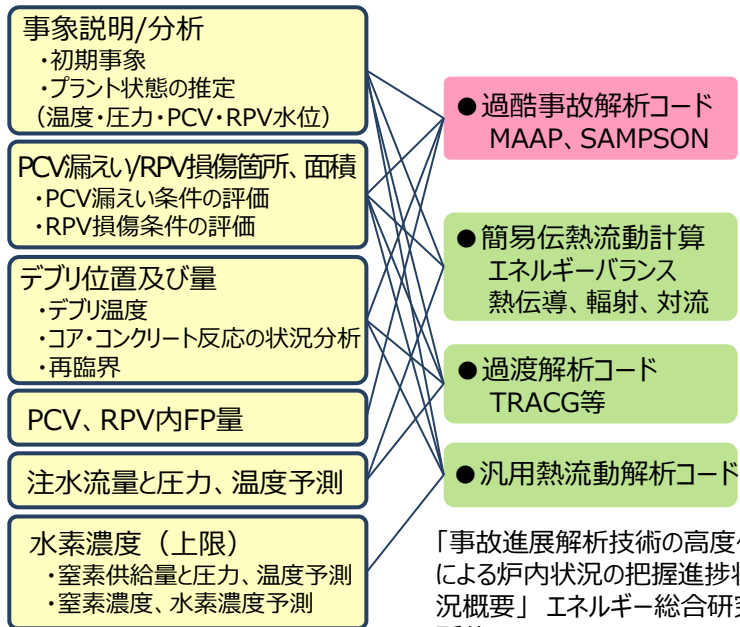 事象説明/分析
・初期事象
・プラント状態の推定
（温度・圧力・PCV・RPV水位）
PCV漏えい/RPV損傷箇所、面積
・PCV漏えい条件の評価
・RPV損傷条件の評価
デブリ位置及び量
・デブリ温度
・コア・コンクリート反応の状況分析
・再臨界
PCV、RPV内FP量
注水流量と圧力、温度予測
水素濃度（上限）
・窒素供給量と圧力、温度予測
・窒素濃度、水素濃度予測
●過酷事故解析コード
MAAP、SAMPSON
●簡易伝熱流動計算
エネルギーバランス
熱伝導、輻射、対流
●過渡解析コード
TRACG等
●汎用熱流動解析コード
「事故進展解析技術の高度
による炉内状況の把握進捗状
況概要」 エネルギー総合研究